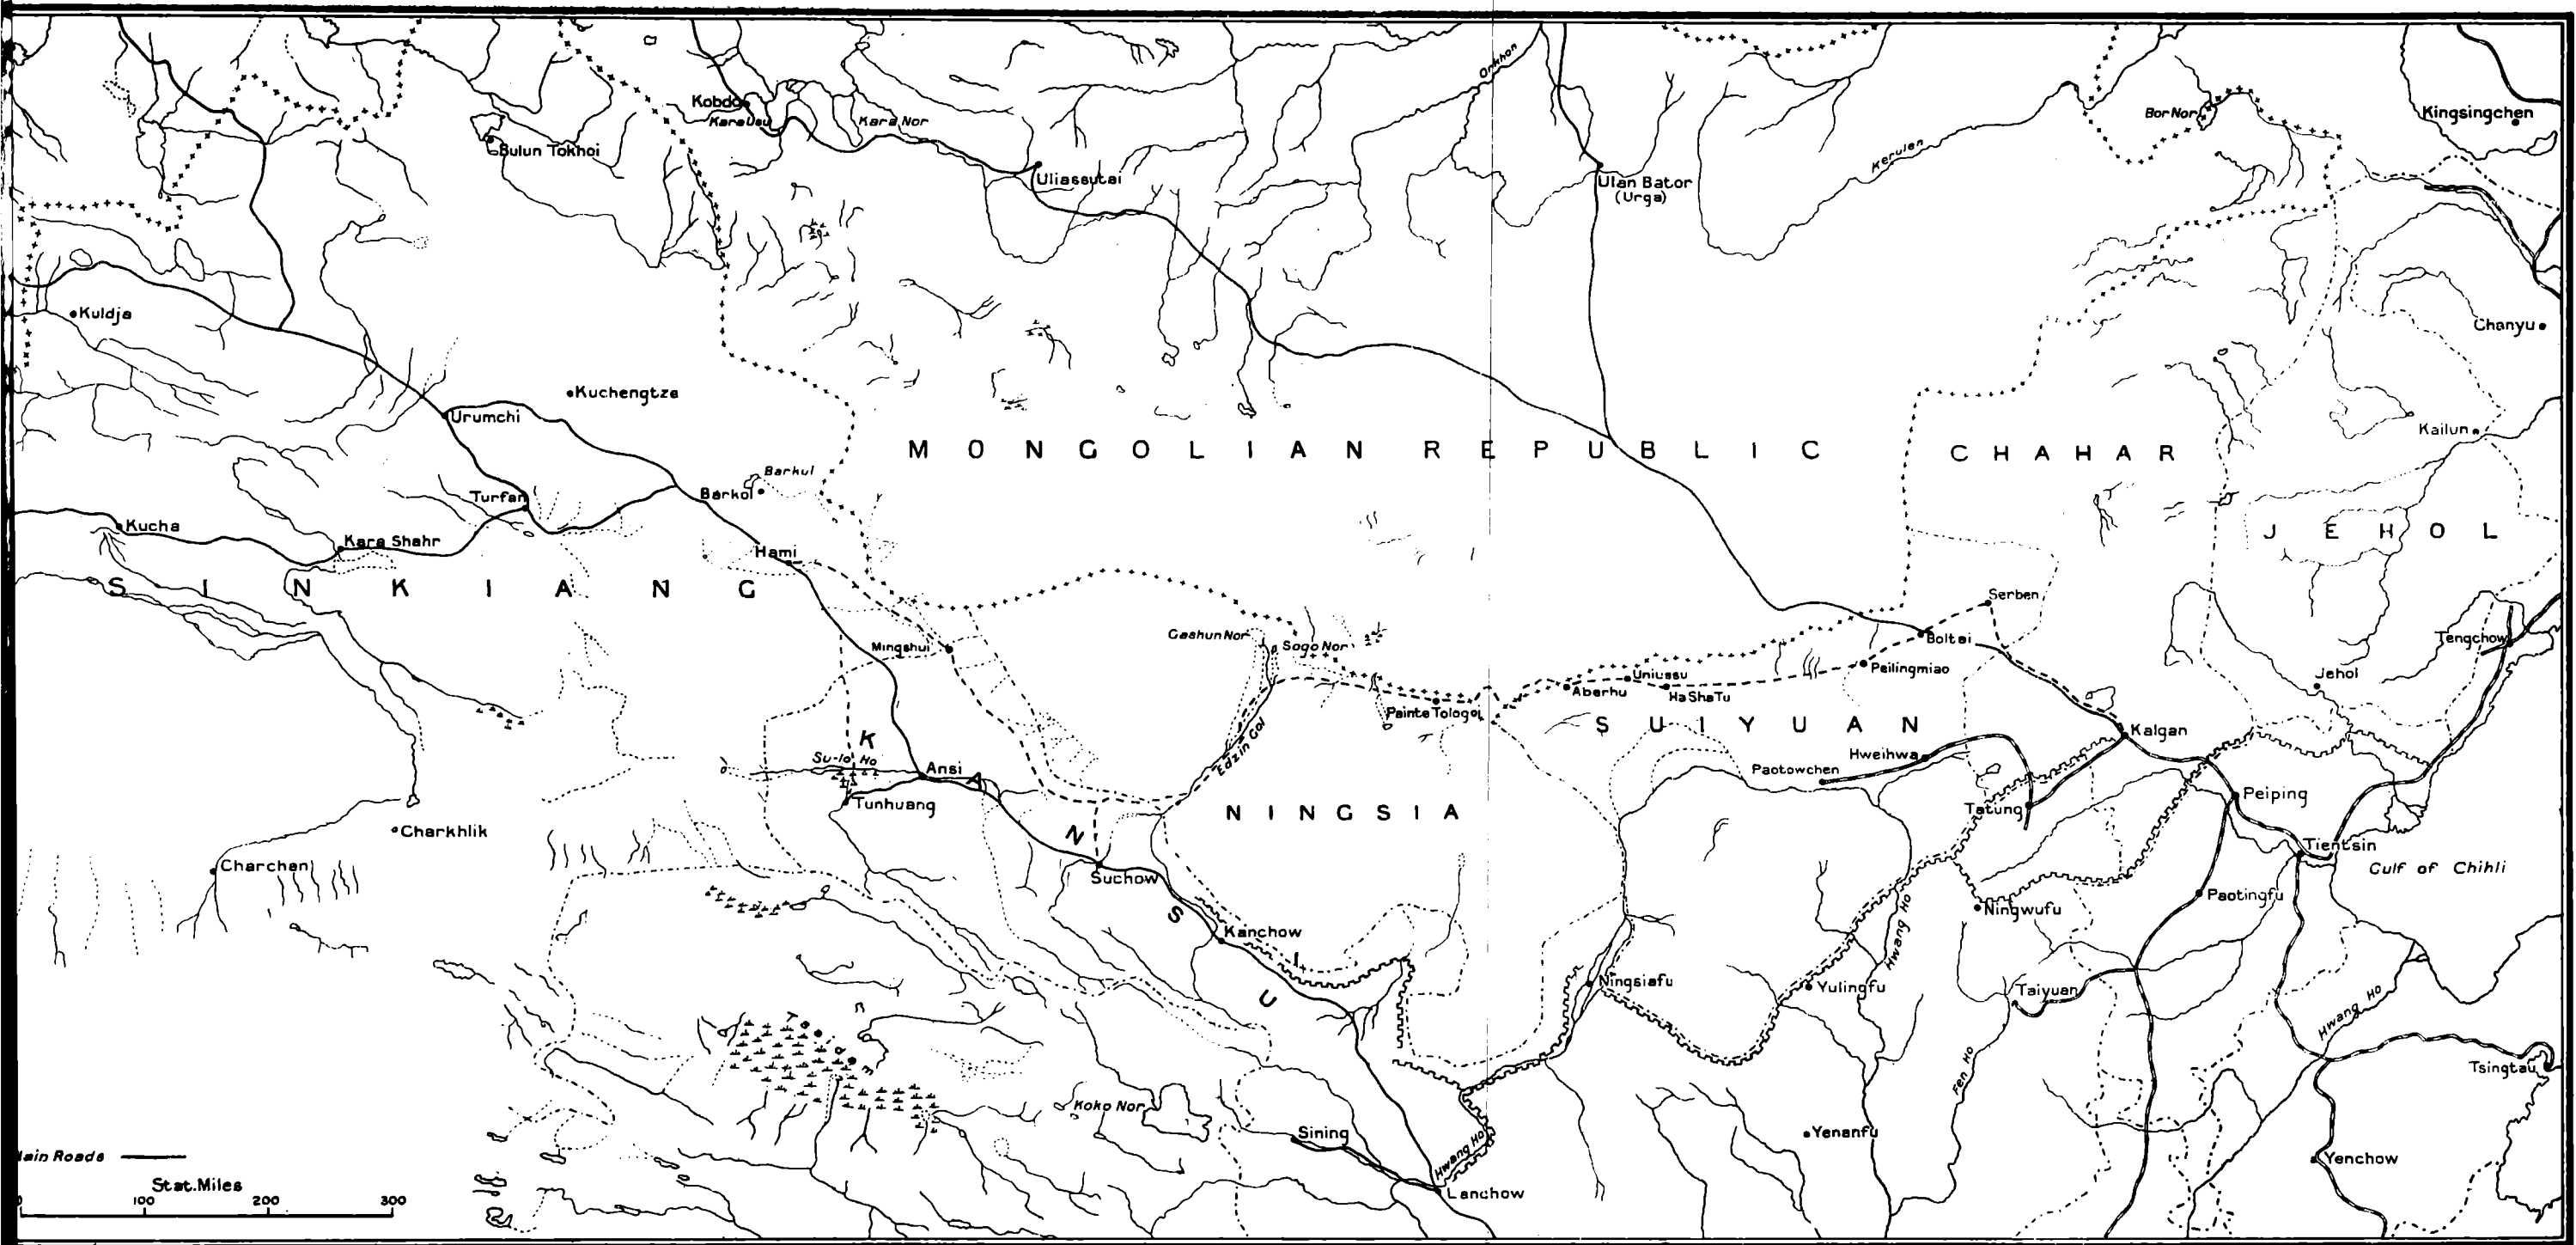 Orkhon
Kobdo
Kara Usu
Kara Nor
Bulun Tokhoi
Uliassutai
Ulan Bator
(Urga)
Kerulen
Bor Nor
Kingsingchen
Kuldja
Chanyu
Kuchengtze
Urumchi
MONGOLIAN REPUBLIC
CHAHAR
Kailun
Barkul
Barkol
Turfan
Kucha
Kara Shahr
Hami
JEHOL
SINKIANG
Serben
Gashun Nor
Sogo Nor
Mingshui
Boltai
Tengchow
Peilingmiao
Uniussu
Aberhu
Ha Sha Tu
Jehol
Painte Tologoi
SUIYUAN
Kalgan
Edzin Gol
Hweihwa
Paotowchen
Su-lo Ho
Ansi
Tunhuang
KANSU
Peiping
Tatung
NINGSIA
Charkhlik
Charchan
Tientsin
Gulf of Chihli
Suchow
Paotingfu
Ningwufu
Kanchow
Hwang Ho
Ningsiafu
Yulingfu
Taiyuan
Hwang Ho
Fen Ho
Tsingtau
Koko Nor
Sining
Yenanfu
Hwang Ho
Lanchow
Yenchow
Main Roads
Stat. Miles
0 100 200 300